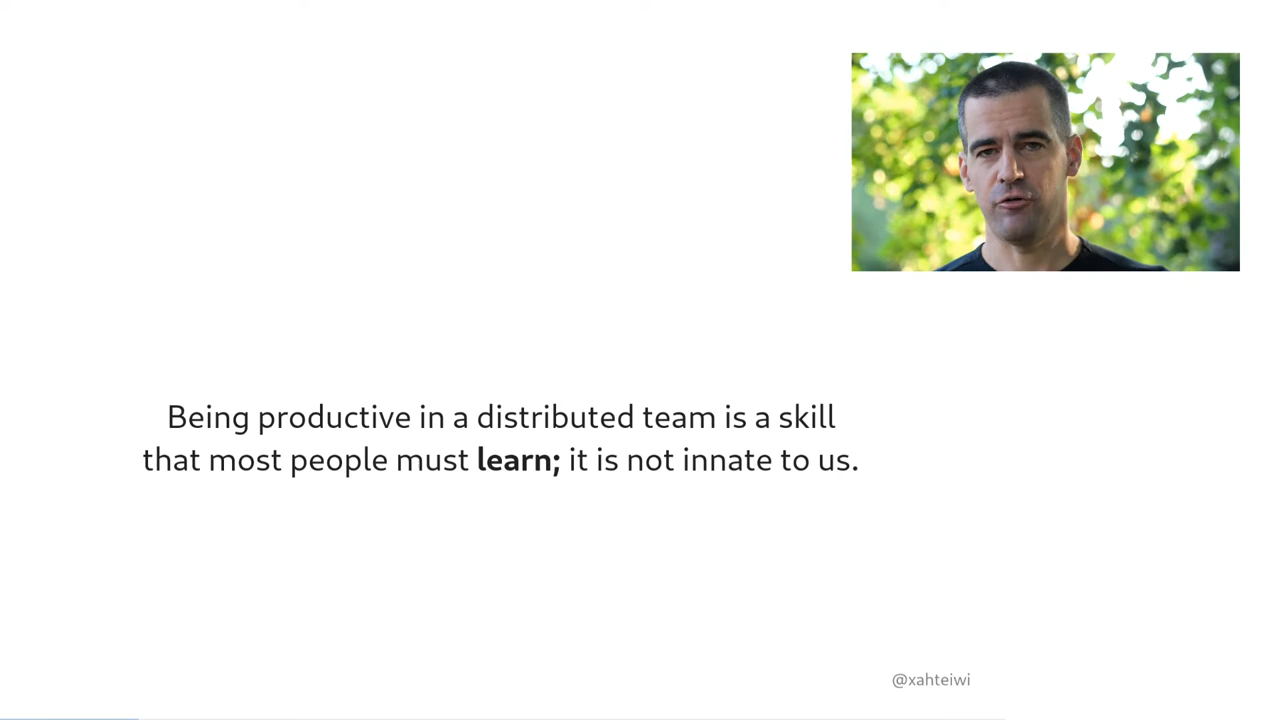 Being productive in a distributed team is a skill
that most people must learn; it is not innate to us.
@xahteiwi